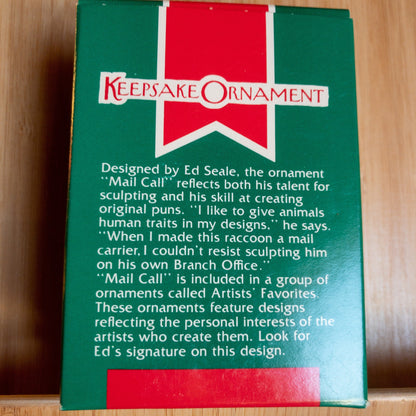 KEEPSAKE ORNAMENT
Designed by Ed Seale, the ornament
"Mail Call" reflects both his talent for
sculpting and his skill at creating
original puns. "I like to give animals
human traits in my designs," he says.
"When I made this raccoon a mail
carrier, I couldn't resist sculpting him
on his own Branch Office."
"Mail Call" is included in a group of
ornaments called Artists' Favorites.
These ornaments feature designs
reflecting the personal interests of the
artists who create them. Look for
Ed's signature on this design.